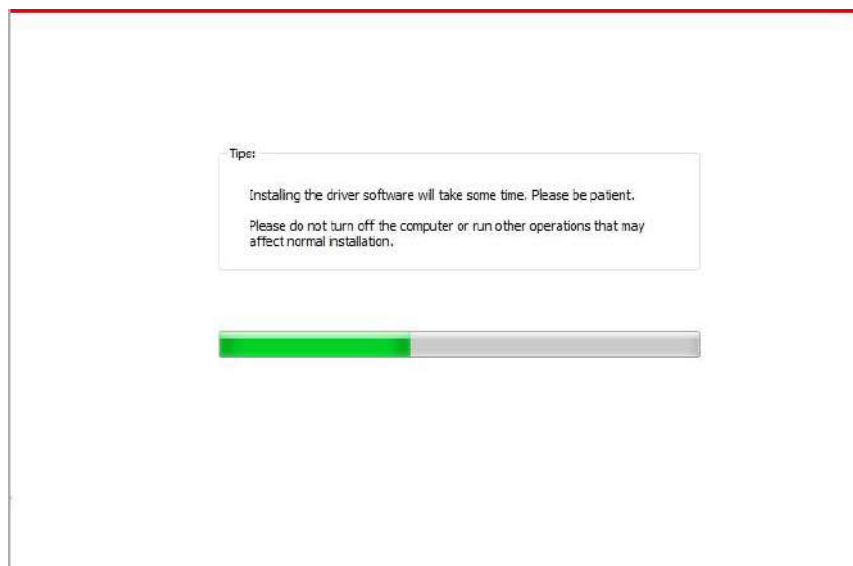 Tips:
Installing the driver software will take some time. Please be patient.
Please do not turn off the computer or run other operations that may
affect normal installation.